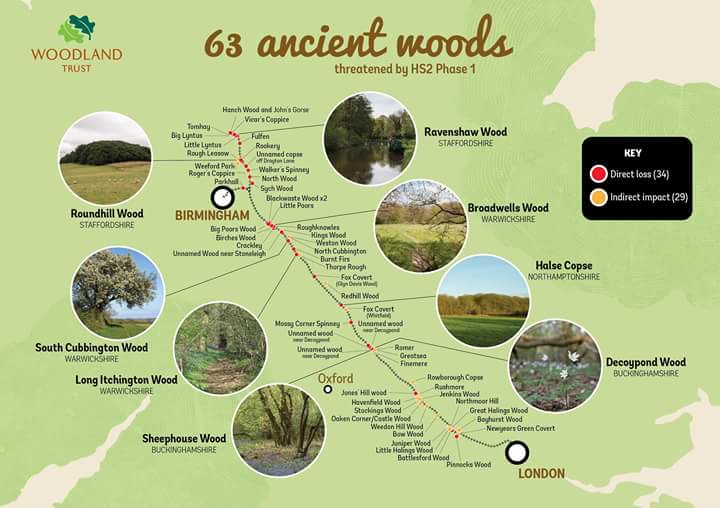 WOODLAND
TRUST
63 ancient woods
threatened by HS2 Phase 1
KEY
Direct loss (34)
Indirect impact (29)
Hanch Wood and John's Gorse
Vicar's Coppice
Tomhay
Big Lyntus
Little Lyntus
Rough Leasow
Fulfen
Rookery
Unnamed copse
off Drayton Lane
Weeford Park
Roger's Coppice
Parkhall
Walker's Spinney
North Wood
Sych Wood
Blackwaste Wood x2
Little Poors
BIRMINGHAM
Ravenshaw Wood
STAFFORDSHIRE
Roundhill Wood
STAFFORDSHIRE
Broadwells Wood
WARWICKSHIRE
Big Poors Wood
Birches Wood
Crackley
Unnamed Wood near Stoneleigh
Roughknowles
Kings Wood
Weston Wood
North Cubbington
Burnt Fire
Thorpe Rough
Fox Covert
(Glyn Davis Wood)
Halse Copse
NORTHAMPTONSHIRE
Redhill Wood
Fox Covert
(Whitfield)
Mossy Corner Spinney
Unnamed wood
near Decoypond
Unnamed wood
near Decoypond
Unnamed wood
near Decoypond
South Cubbington Wood
WARWICKSHIRE
Long Itchington Wood
WARWICKSHIRE
Romer
Greatsea
Finemere
Decoypond Wood
BUCKINGHAMSHIRE
Oxford
Rowborough Copse
Rushmore
Jenkins Wood
Northmoor Hill
Great Halings Wood
Bayhurst Wood
Newyears Green Covert
Jones' Hill wood
Havenfield Wood
Stockings Wood
Oaken Corner/Castle Wood
Weedon Hill Wood
Bow Wood
Juniper Wood
Little Halings Wood
Battlesford Wood
Pinnocks Wood
Sheephouse Wood
BUCKINGHAMSHIRE
LONDON